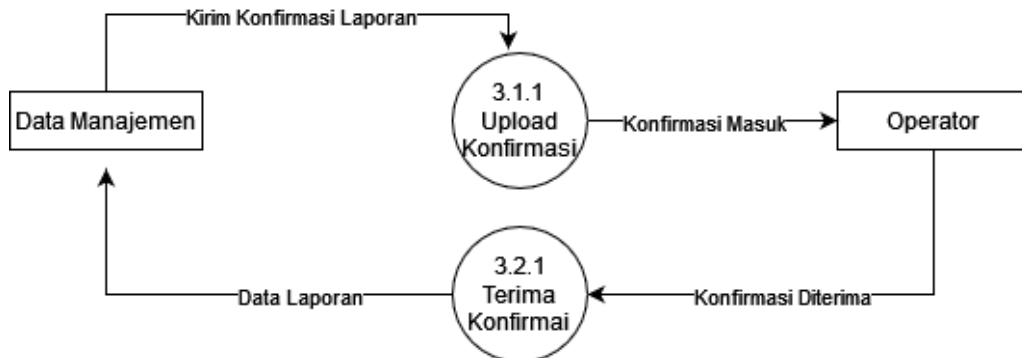 Kirim Konfirmasi Laporan
3.1.1
Upload
Konfirmasi
Data Manajemen
Konfirmasi Masuk
Operator
3.2.1
Terima
Konfirmai
Data Laporan
Konfirmasi Diterima